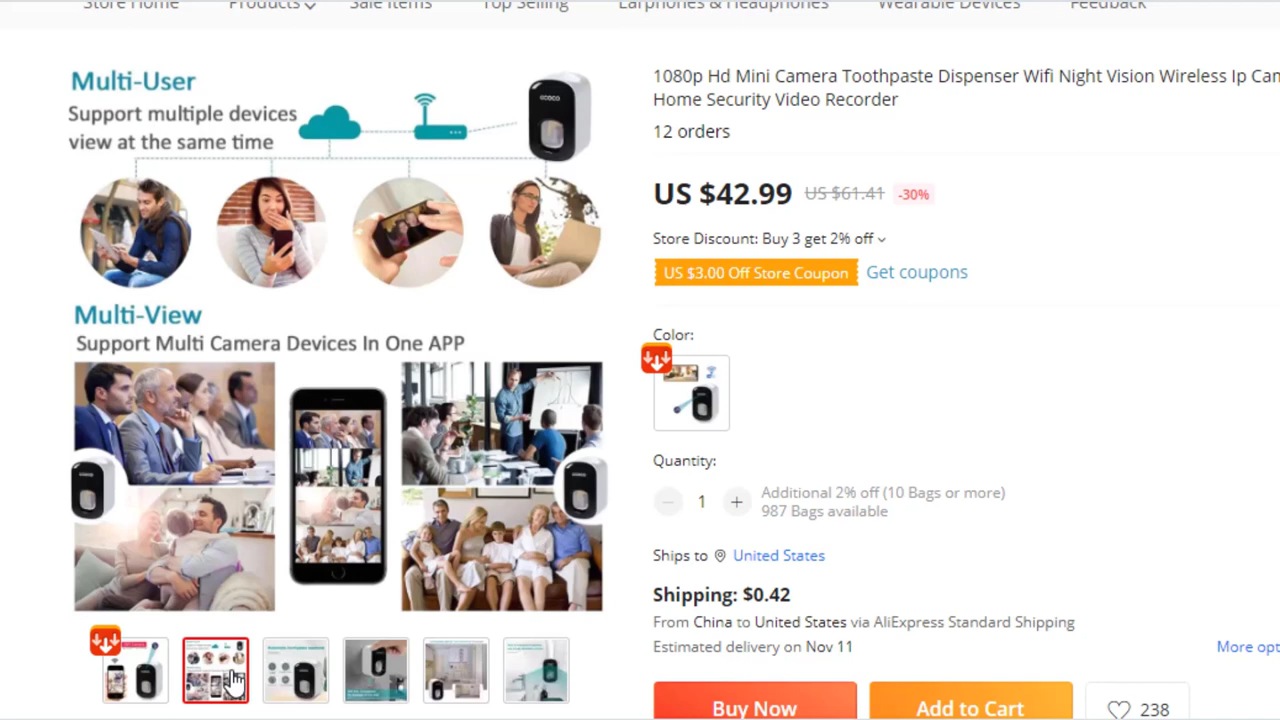 Store Home Products Sale Items Top Selling Earphones & Headphones Wearable Devices Feedback
Multi-User
Support multiple devices
view at the same time
ecoco
Multi-View
Support Multi Camera Devices In One APP
ecoco
ecoco
1080p Hd Mini Camera Toothpaste Dispenser Wifi Night Vision Wireless Ip Cam
Home Security Video Recorder
12 orders
US $42.99 US $61.41 -30%
Store Discount: Buy 3 get 2% off
US $3.00 Off Store Coupon Get coupons
Color:
Quantity:
1
Additional 2% off (10 Bags or more)
987 Bags available
Ships to United States
Shipping: $0.42
From China to United States via AliExpress Standard Shipping
Estimated delivery on Nov 11
More opt
Buy Now Add to Cart 238